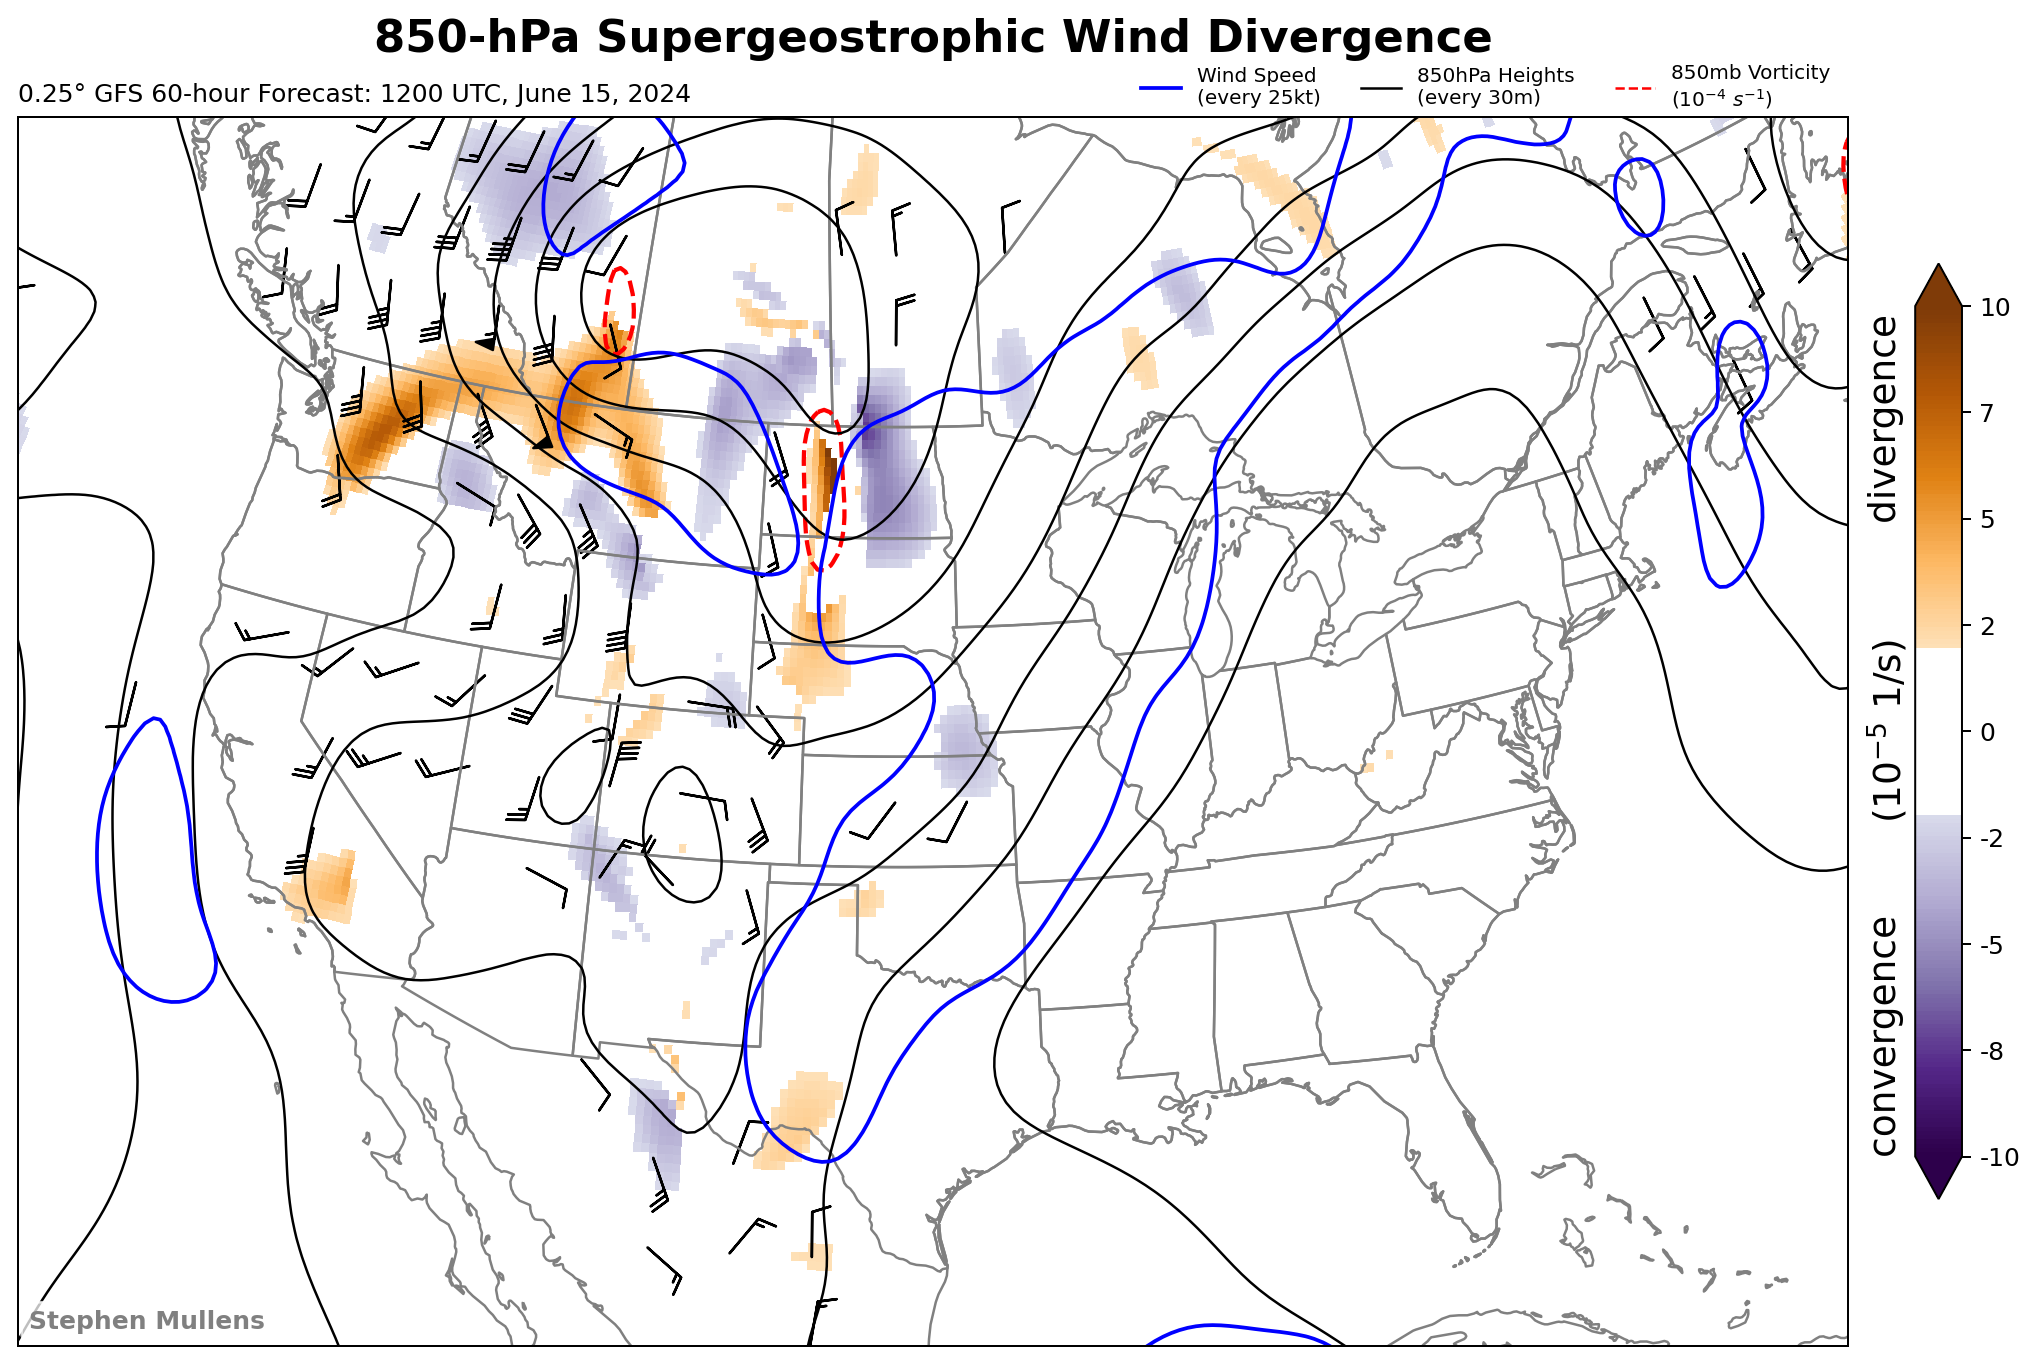 850-hPa Supergeostrophic Wind Divergence
0.25° GFS 60-hour Forecast: 1200 UTC, June 15, 2024
Wind Speed
(every 25kt)
850hPa Heights
(every 30m)
850mb Vorticity
(10⁻⁴ s⁻¹)
10
7
5
2
0
-2
-5
-8
-10
convergence (10⁻⁵ 1/s) divergence
Stephen Mullens